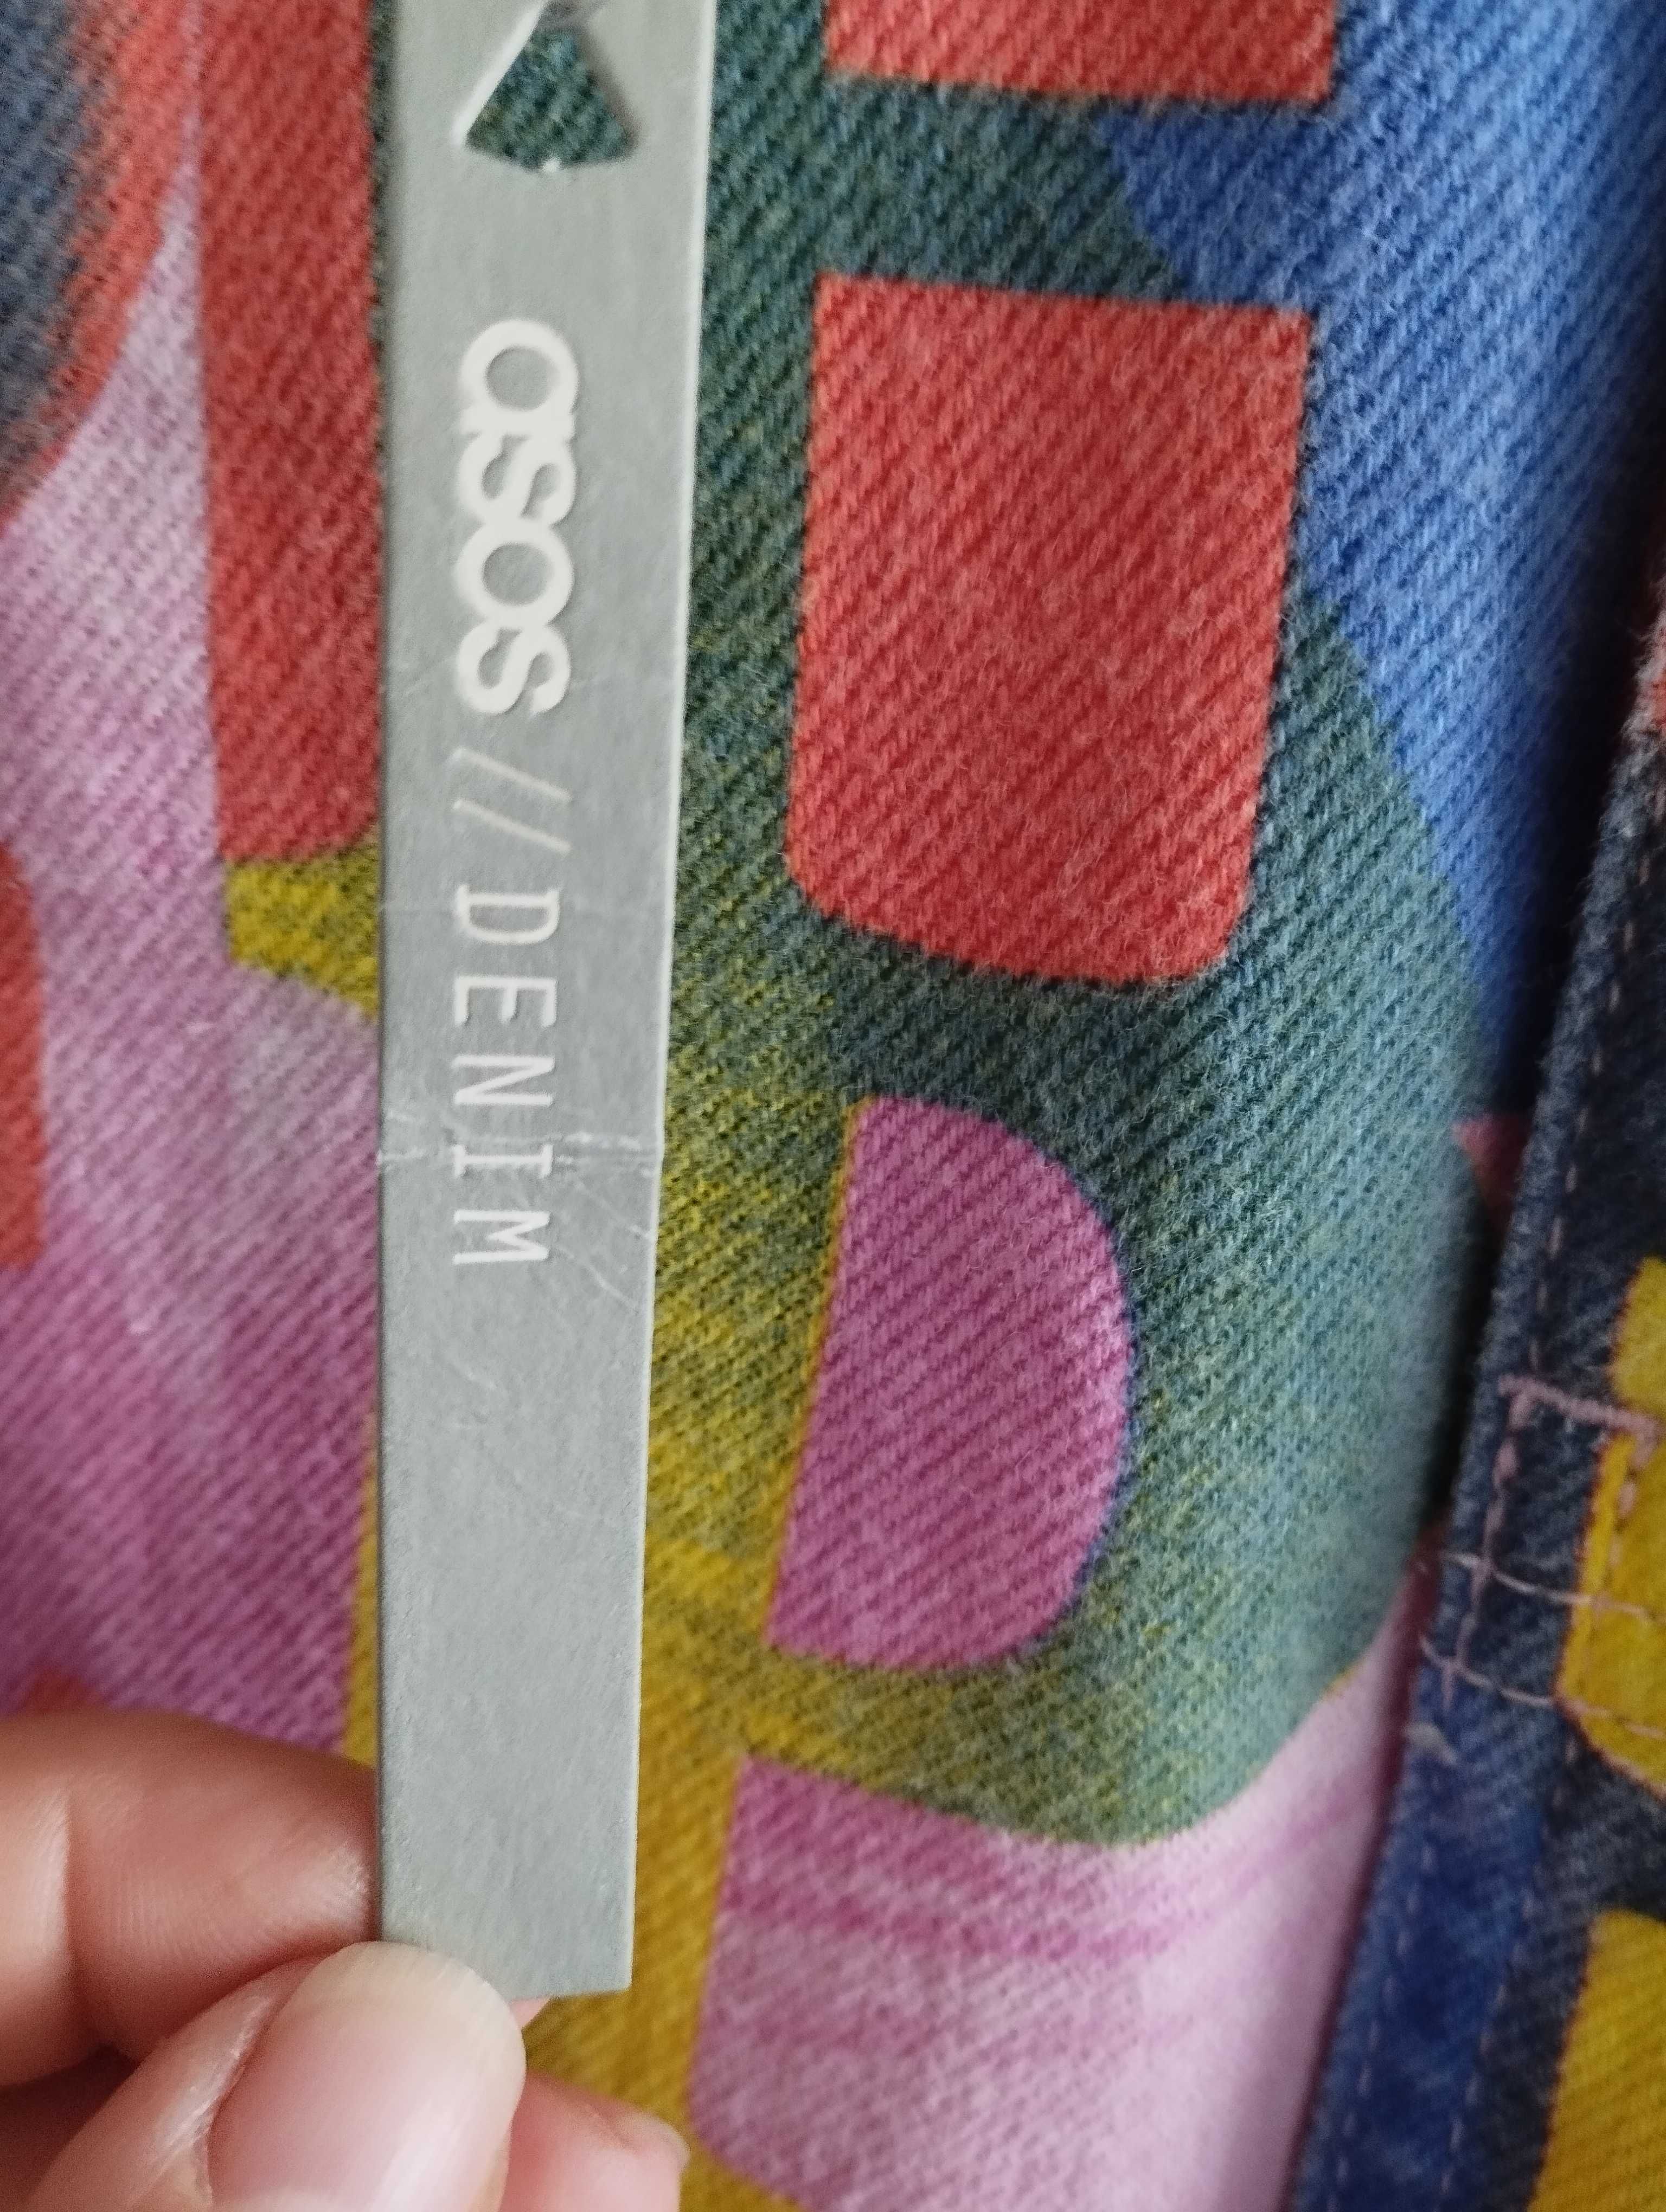 asos // DENIM